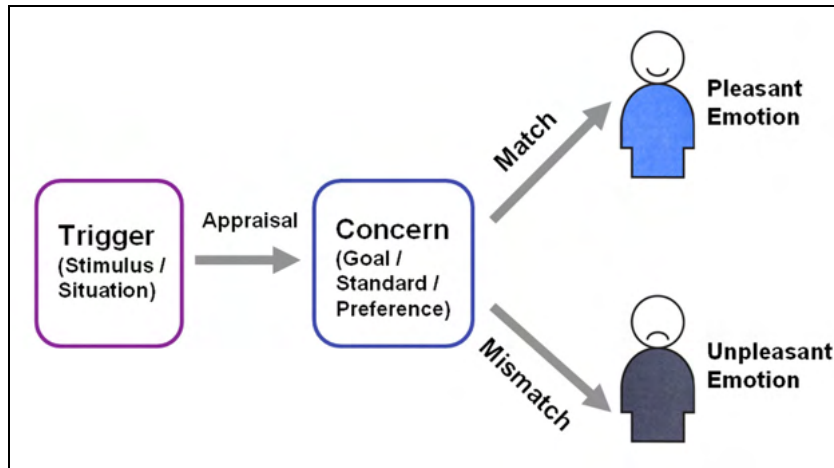 Trigger
(Stimulus /
Situation)
Appraisal
Concern
(Goal /
Standard /
Preference)
Match
Pleasant
Emotion
Mismatch
Unpleasant
Emotion